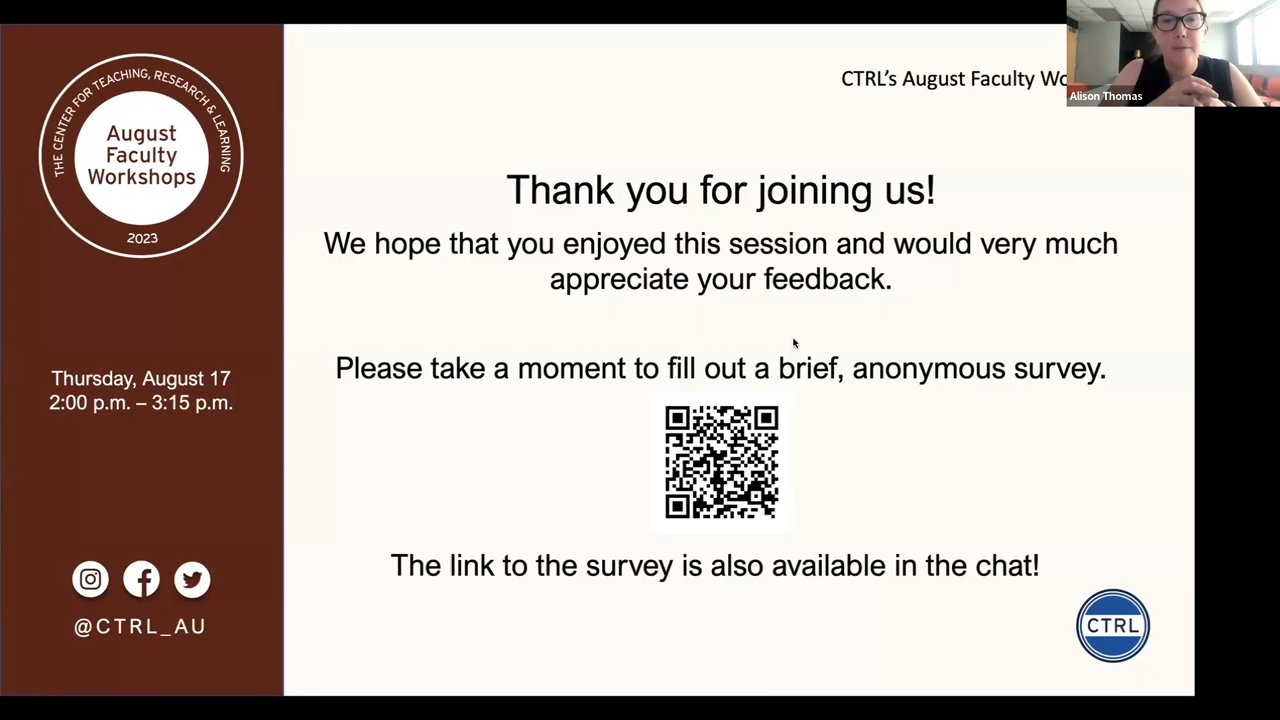 THE CENTER FOR TEACHING, RESEARCH & LEARNING
August
Faculty
Workshops
2023
Thursday, August 17
2:00 p.m. – 3:15 p.m.
@CTRL_AU
CTRL's August Faculty
Alison Thomas
Thank you for joining us!
We hope that you enjoyed this session and would very much
appreciate your feedback.
Please take a moment to fill out a brief, anonymous survey.
The link to the survey is also available in the chat!
CTRL